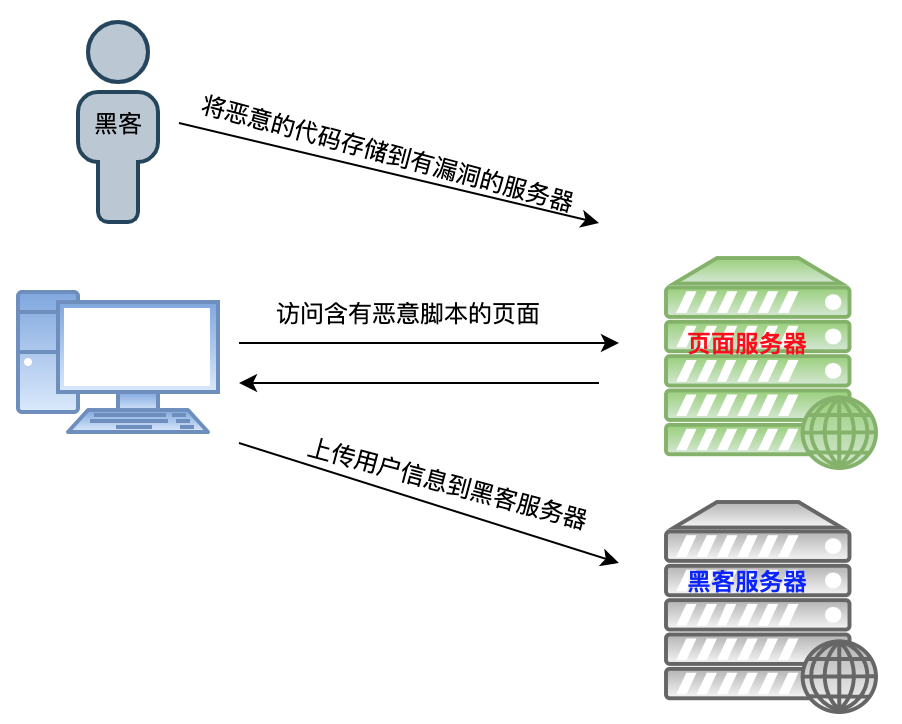 黑客
将恶意的代码存储到有漏洞的服务器
访问含有恶意脚本的页面
页面服务器
上传用户信息到黑客服务器
黑客服务器